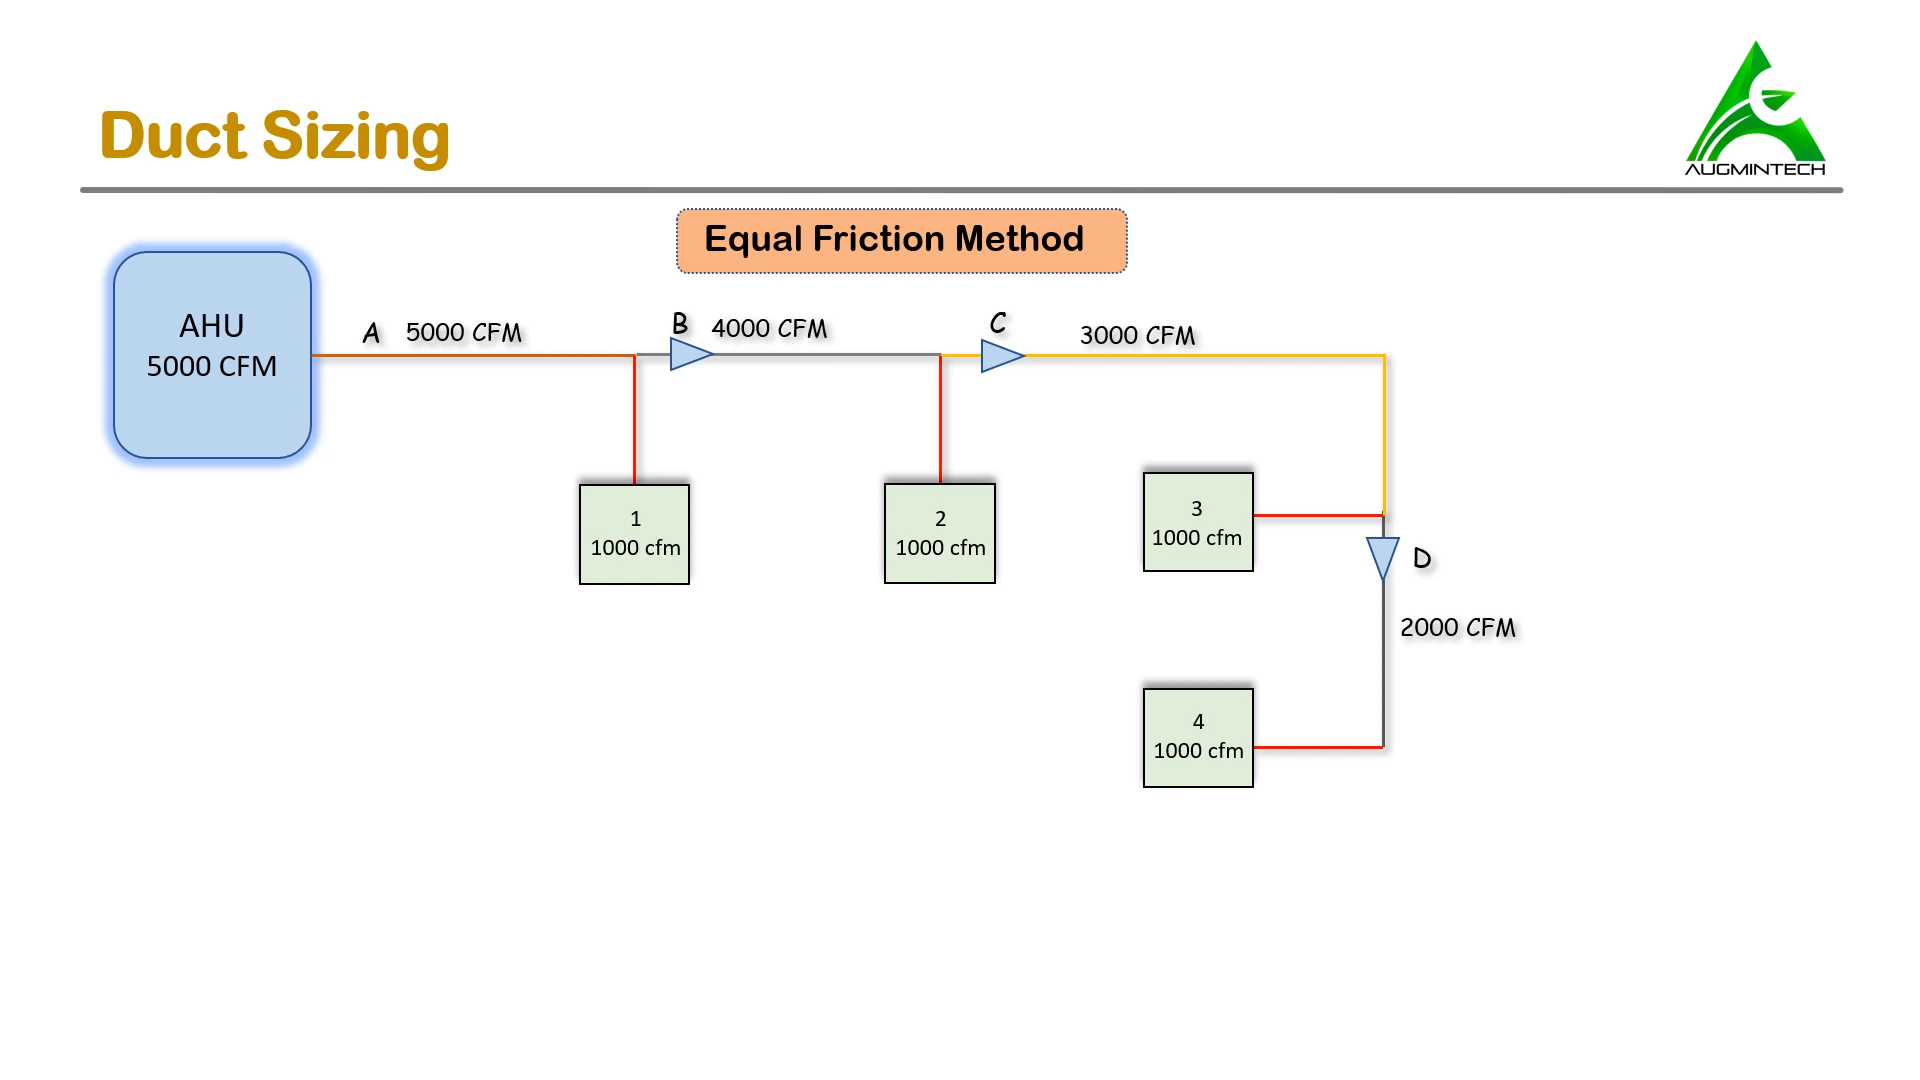 Duct Sizing
AUGMINTECH
Equal Friction Method
AHU
5000 CFM
A 5000 CFM
B 4000 CFM
C
3000 CFM
1
1000 cfm
2
1000 cfm
3
1000 cfm
D
2000 CFM
4
1000 cfm